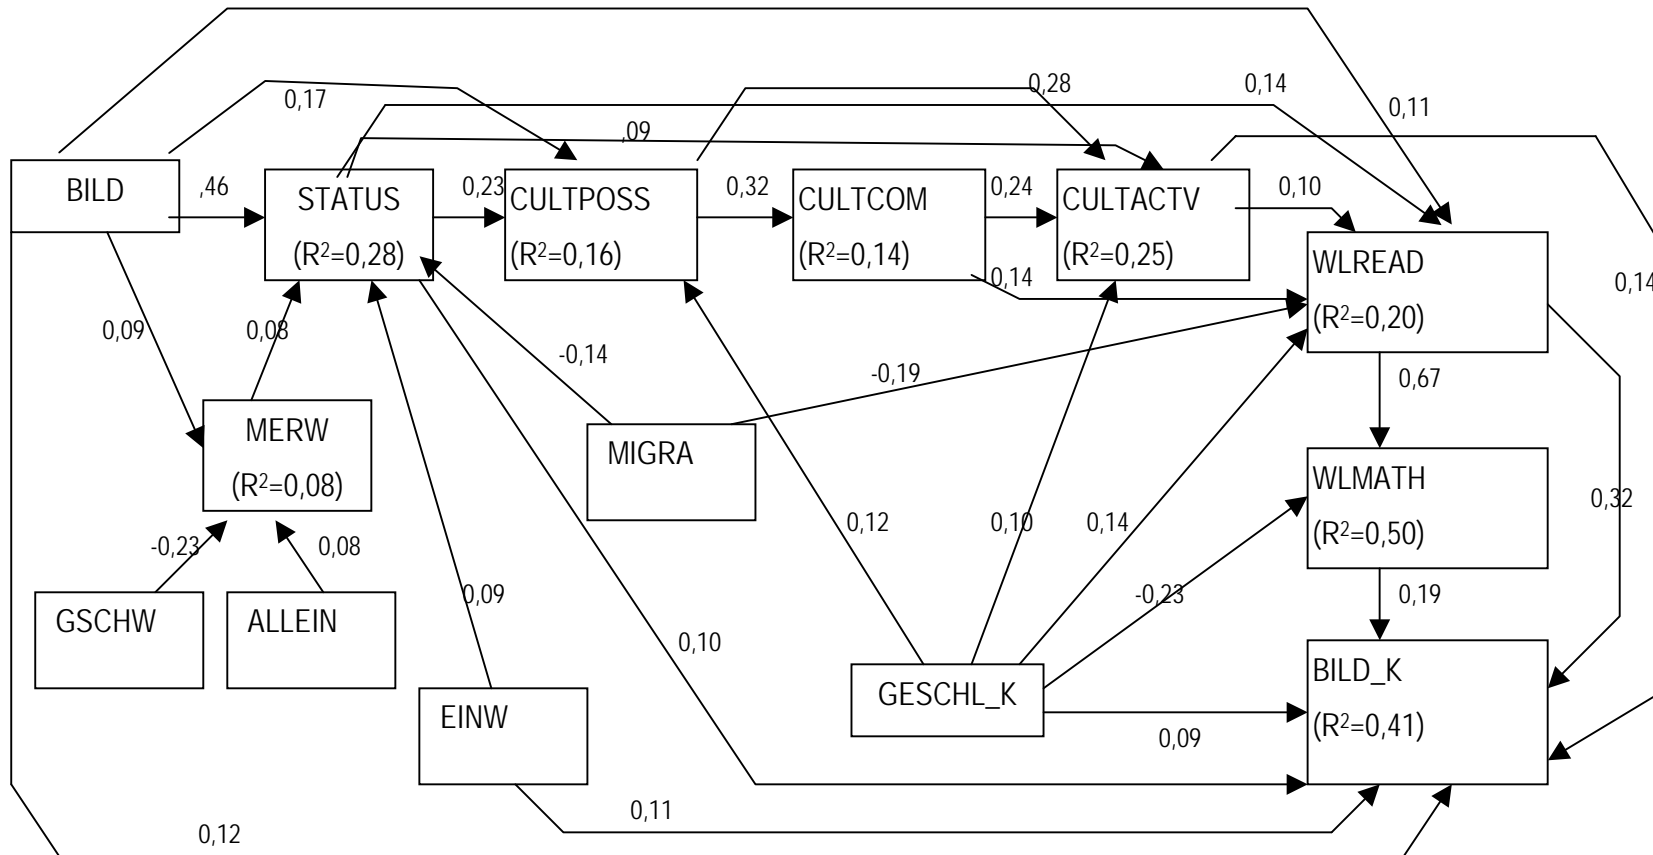 0,17
0,28
0,14
0,11
,09
BILD
,46
STATUS
(R²=0,28)
0,23
CULTPOSS
(R²=0,16)
0,32
CULTCOM
(R²=0,14)
0,24
CULTACTV
(R²=0,25)
0,10
WLREAD
(R²=0,20)
0,14
0,14
0,09
0,08
-0,14
-0,19
0,67
MERW
(R²=0,08)
MIGRA
WLMATH
(R²=0,50)
0,32
-0,23
0,08
0,12
0,10
0,14
-0,23
0,19
GSCHW
ALLEIN
0,09
0,10
EINW
GESCHL_K
0,09
BILD_K
(R²=0,41)
0,11
0,12